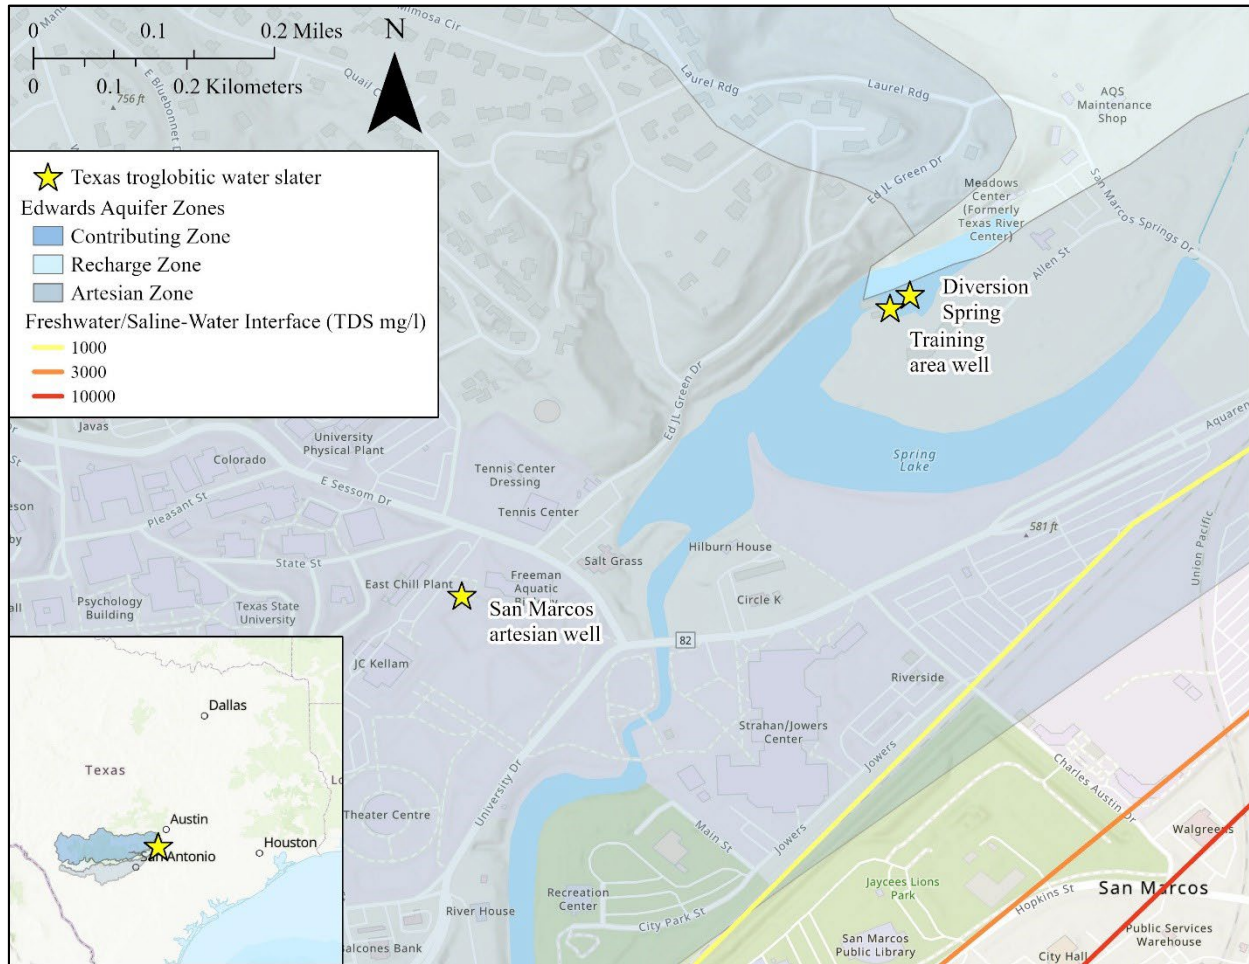 0 0.1 0.2 Miles
0 0.1 0.2 Kilometers
N
Mimosa Cir
Quail C
E Bluebonnet D
756 ft
Laurel Rdg
Laurel Rdg
AQS
Maintenance
Shop
Ed JL Green Dr
San Marcos Springs Dr
Meadows
Center
(Formerly
Texas River
Center)
Allen St
Texas troglobitic water slater
Edwards Aquifer Zones
Contributing Zone
Recharge Zone
Artesian Zone
Freshwater/Saline-Water Interface (TDS mg/l)
1000
3000
10000
Diversion
Spring
Training
area well
Ed JL Green Dr
Aquaren
Spring
Lake
Javas
University
Physical Plant
Colorado
E Sessom Dr
Pleasant St
Tennis Center
Dressing
Tennis Center
State St
581 ft
Union Pacific
Hilburn House
Salt Grass
East Chill Plant
Freeman
Aquatic
Circle K
San Marcos
artesian well
Psychology
Building
Texas State
University
82
JC Kellam
Riverside
Strahan/Jowers
Center
Jowers
Charles Austin Dr
University Dr
Theater Centre
Main St
Jowers
Walgreens
Recreation
Center
City Park St
Jaycees Lions
Park
Hopkins St
San Marcos
River House
Balcones Bank
San Marcos
Public Library
City Hall
Public Services
Warehouse
Dallas
Texas
Austin
Houston
San Antonio